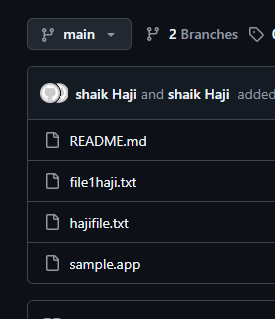 main
2 Branches
shaik Haji and shaik Haji added
README.md
file1haji.txt
hajifile.txt
sample.app